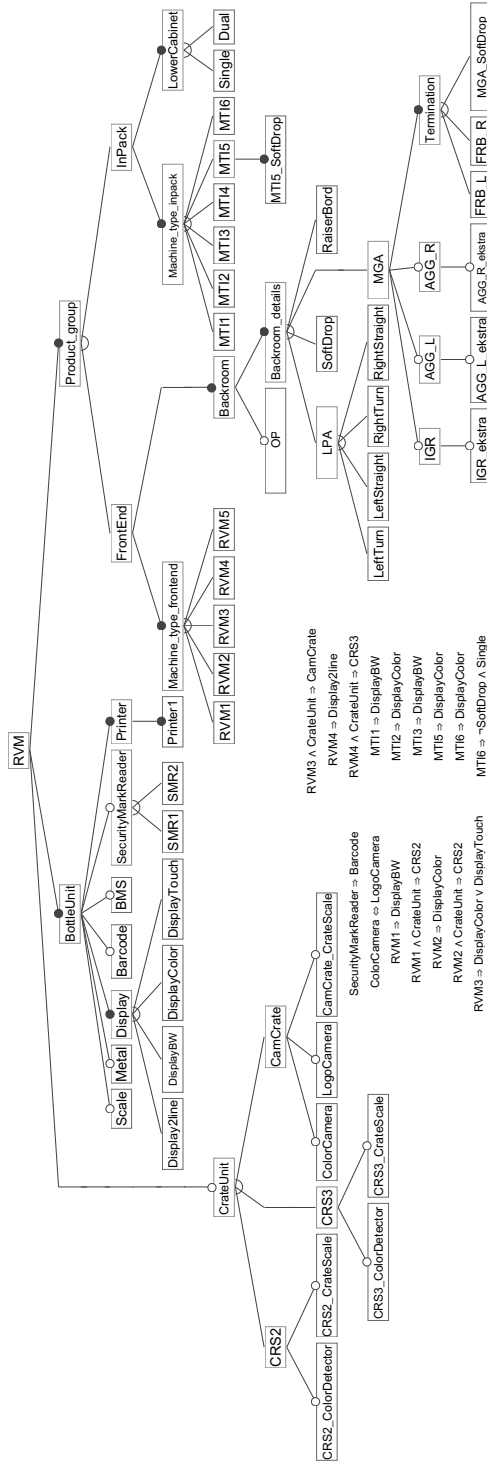 RVM
BottleUnit
Product_group
Scale
Metal
Display
Barcode
BMS
SecurityMarkReader
Printer
FrontEnd
InPack
Display2line
DisplayBW
DisplayColor
DisplayTouch
SMR1
SMR2
Printer1
Machine_type_frontend
Machine_type_inpack
LowerCabinet
RVM1
RVM2
RVM3
RVM4
RVM5
Backroom
MTI1
MTI2
MTI3
MTI4
MTI5
MTI6
Single
Dual
CrateUnit
OP
Backroom_details
MTI5_SoftDrop
CRS2
CRS3
CamCrate
LPA
SoftDrop
MGA
RaiserBord
CRS2_ColorDetector
CRS2_CrateScale
ColorCamera
LogoCamera
CamCrate_CrateScale
LeftTurn
LeftStraight
RightTurn
RightStraight
CRS3_ColorDetector
CRS3_CrateScale
IGR
AGG_L
AGG_R
Termination
IGR_ekstra
AGG_L_ekstra
AGG_R_ekstra
FRB_L
FRB_R
MGA_SoftDrop
SecurityMarkReader ⇒ Barcode
ColorCamera ⇔ LogoCamera
RVM1 ⇒ DisplayBW
RVM1 ∧ CrateUnit ⇒ CRS2
RVM2 ⇒ DisplayColor
RVM2 ∧ CrateUnit ⇒ CRS2
RVM3 ⇒ DisplayColor ∨ DisplayTouch
RVM3 ∧ CrateUnit ⇒ CamCrate
RVM4 ⇒ Display2line
RVM4 ∧ CrateUnit ⇒ CRS3
MTI1 ⇒ DisplayBW
MTI2 ⇒ DisplayColor
MTI3 ⇒ DisplayBW
MTI5 ⇒ DisplayColor
MTI6 ⇒ DisplayColor
MTI6 ⇒ ¬SoftDrop ∧ Single